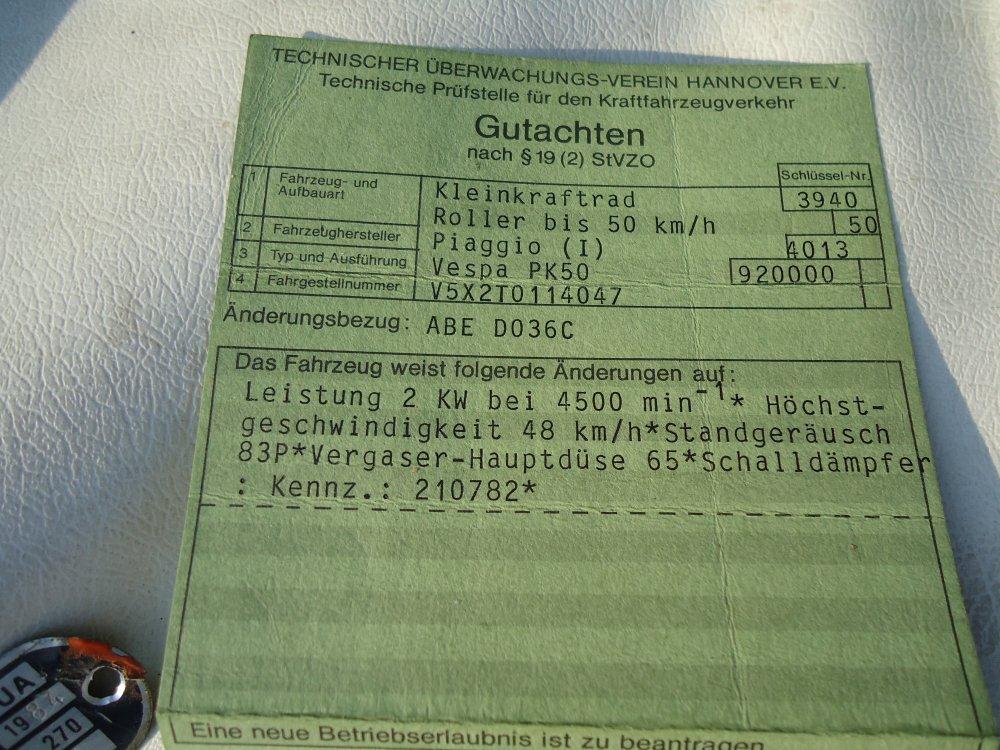 TECHNISCHER ÜBERWACHUNGS-VEREIN HANNOVER E.V.
Technische Prüfstelle für den Kraftfahrzeugverkehr
Gutachten
nach § 19 (2) StVZO
Schlüssel-Nr.
1 Fahrzeug- und Aufbauart Kleinkraftrad 3940
Roller bis 50 km/h 50
2 Fahrzeughersteller Piaggio (I) 4013
3 Typ und Ausführung Vespa PK50 920000
4 Fahrgestellnummer V5X2T0114047
Änderungsbezug: ABE D036C
Das Fahrzeug weist folgende Änderungen auf:
Leistung 2 KW bei 4500 min⁻¹* Höchst-
geschwindigkeit 48 km/h*Standgeräusch
83P*Vergaser-Hauptdüse 65*Schalldämpfer
: Kennz.: 210782*
Eine neue Betriebserlaubnis ist zu beantragen
UA
1984
270